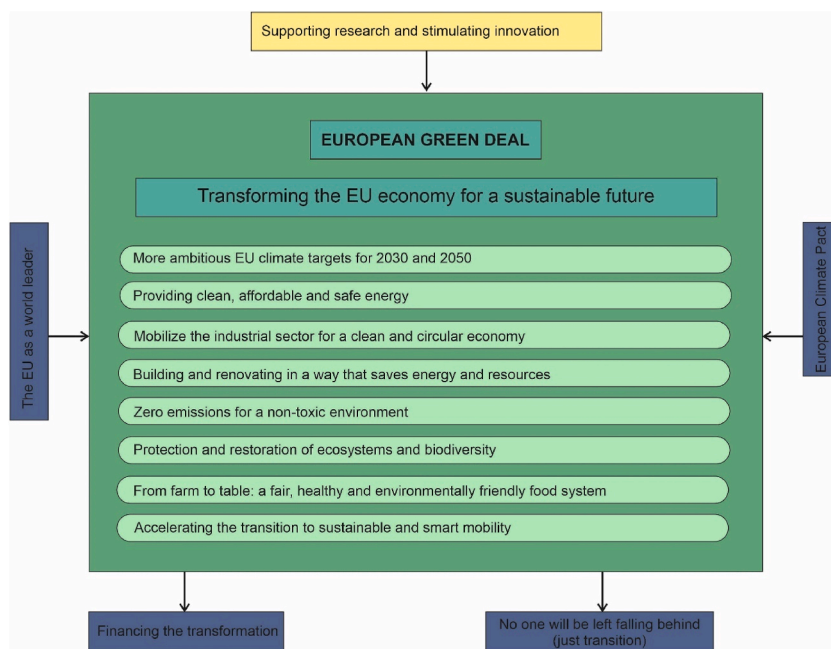 Supporting research and stimulating innovation
EUROPEAN GREEN DEAL
Transforming the EU economy for a sustainable future
The EU as a world leader
More ambitious EU climate targets for 2030 and 2050
Providing clean, affordable and safe energy
Mobilize the industrial sector for a clean and circular economy
Building and renovating in a way that saves energy and resources
Zero emissions for a non-toxic environment
Protection and restoration of ecosystems and biodiversity
From farm to table: a fair, healthy and environmentally friendly food system
Accelerating the transition to sustainable and smart mobility
European Climate Pact
Financing the transformation
No one will be left falling behind
(just transition)